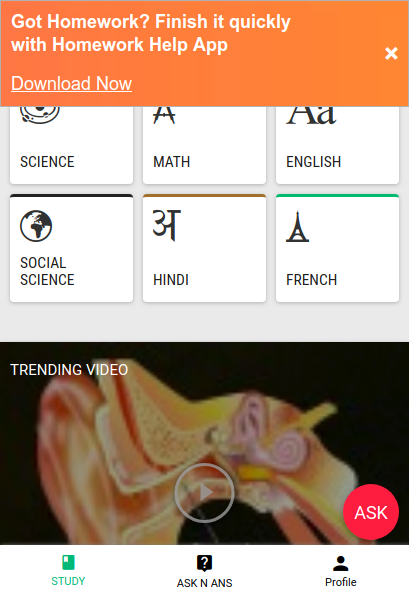 Got Homework? Finish it quickly
with Homework Help App
×
Download Now
Aa
SCIENCE
MATH
ENGLISH
अ
SOCIAL
SCIENCE
HINDI
FRENCH
TRENDING VIDEO
ASK
?
STUDY
ASK N ANS
Profile